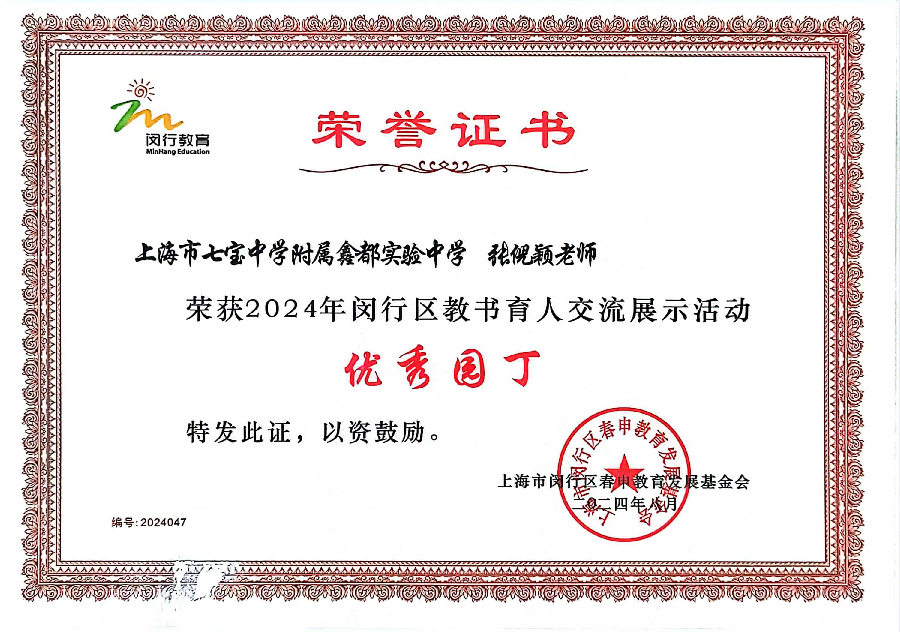 闵行教育
MinHang Education
荣誉证书
上海市七宝中学附属鑫都实验中学 张倪颖老师
荣获2024年闵行区教书育人交流展示活动
优秀园丁
特发此证，以资鼓励。
上海市闵行区春申教育发展基金会
上海市闵行区春申教育发展基金会
二〇二四年八月
编号:2024047